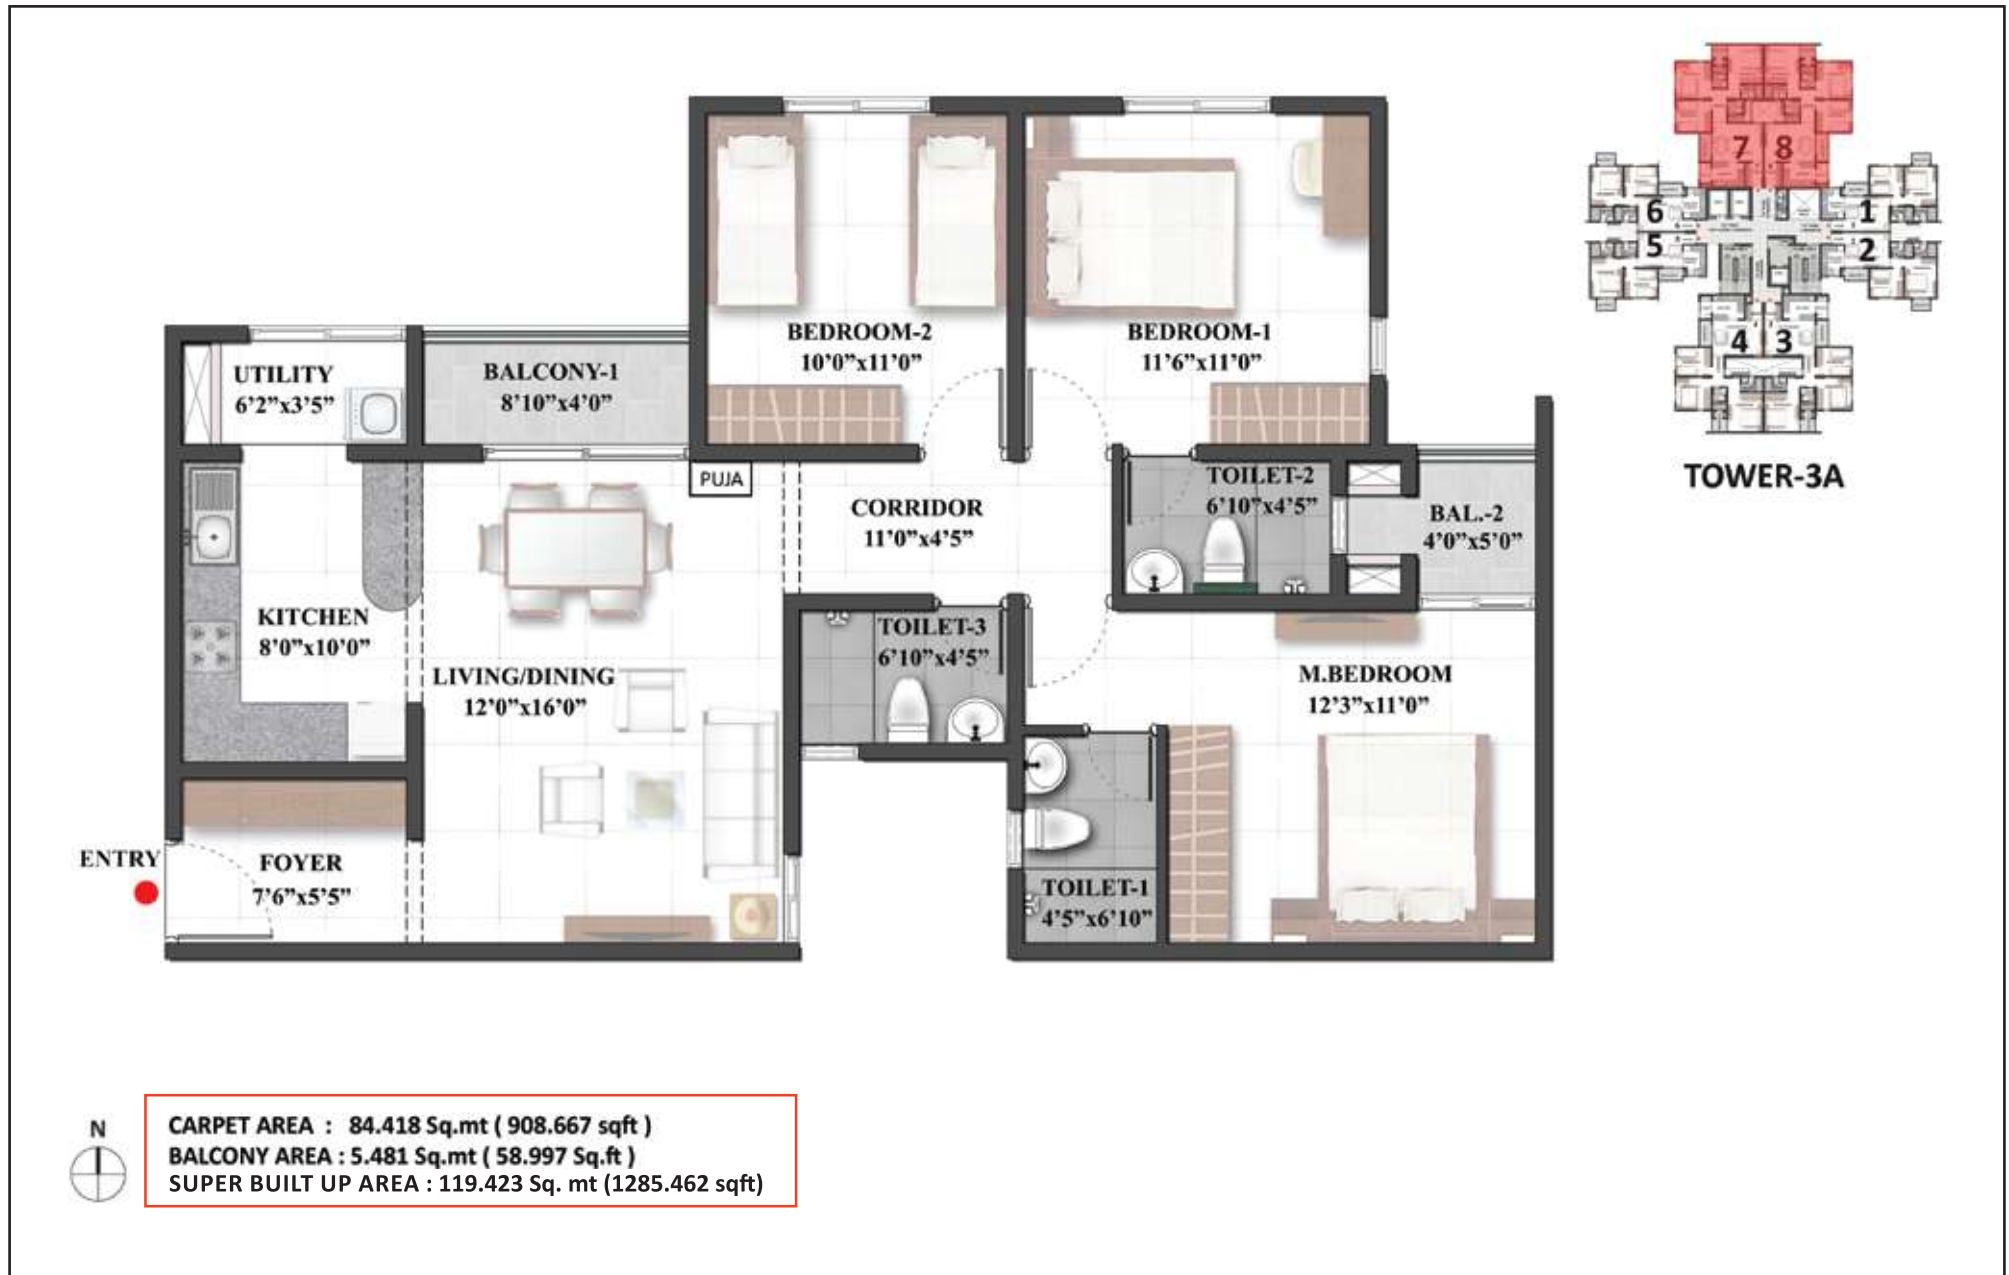 7 8
6 1
5 2
4 3
TOWER-3A
BEDROOM-2
10'0”x11'0”
BEDROOM-1
11'6”x11'0”
UTILITY
6'2”x3'5”
BALCONY-1
8'10”x4'0”
PUJA
CORRIDOR
11'0”x4'5”
TOILET-2
6'10”x4'5”
BAL.-2
4'0”x5'0”
KITCHEN
8'0”x10'0”
LIVING/DINING
12'0”x16'0”
TOILET-3
6'10”x4'5”
M.BEDROOM
12'3”x11'0”
ENTRY
FOYER
7'6”x5'5”
TOILET-1
4'5”x6'10”
N
CARPET AREA : 84.418 Sq.mt ( 908.667 sqft )
BALCONY AREA : 5.481 Sq.mt ( 58.997 Sq.ft )
SUPER BUILT UP AREA : 119.423 Sq. mt (1285.462 sqft)